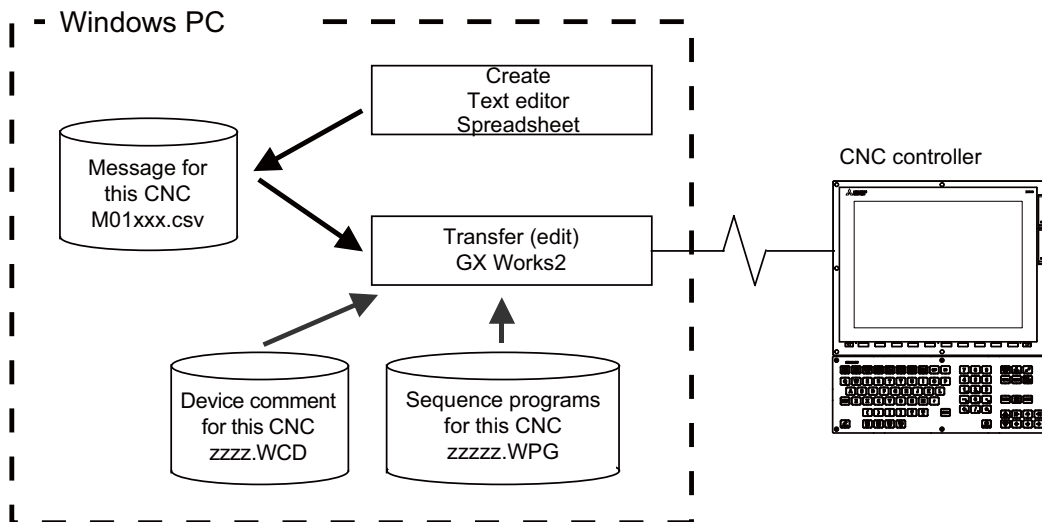 Windows PC
Create
Text editor
Spreadsheet
Message for
this CNC
M01xxx.csv
CNC controller
Transfer (edit)
GX Works2
Device comment
for this CNC
zzzz.WCD
Sequence programs
for this CNC
zzzzz.WPG